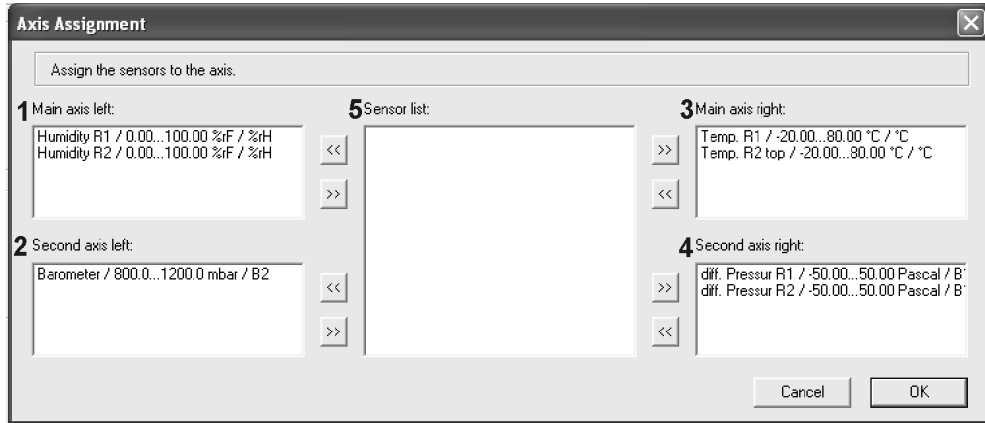 Axis Assignment
Assign the sensors to the axis.
1 Main axis left:
Humidity R1 / 0.00...100.00 %rF / %rH
Humidity R2 / 0.00...100.00 %rF / %rH
<<
>>
2 Second axis left:
Barometer / 800.0...1200.0 mbar / B2
<<
>>
5 Sensor list:
3 Main axis right:
>>
<<
Temp. R1 / -20.00...80.00 °C / °C
Temp. R2 top / -20.00...80.00 °C / °C
4 Second axis right:
>>
<<
diff. Pressur R1 / -50.00...50.00 Pascal / B
diff. Pressur R2 / -50.00...50.00 Pascal / B
Cancel
OK